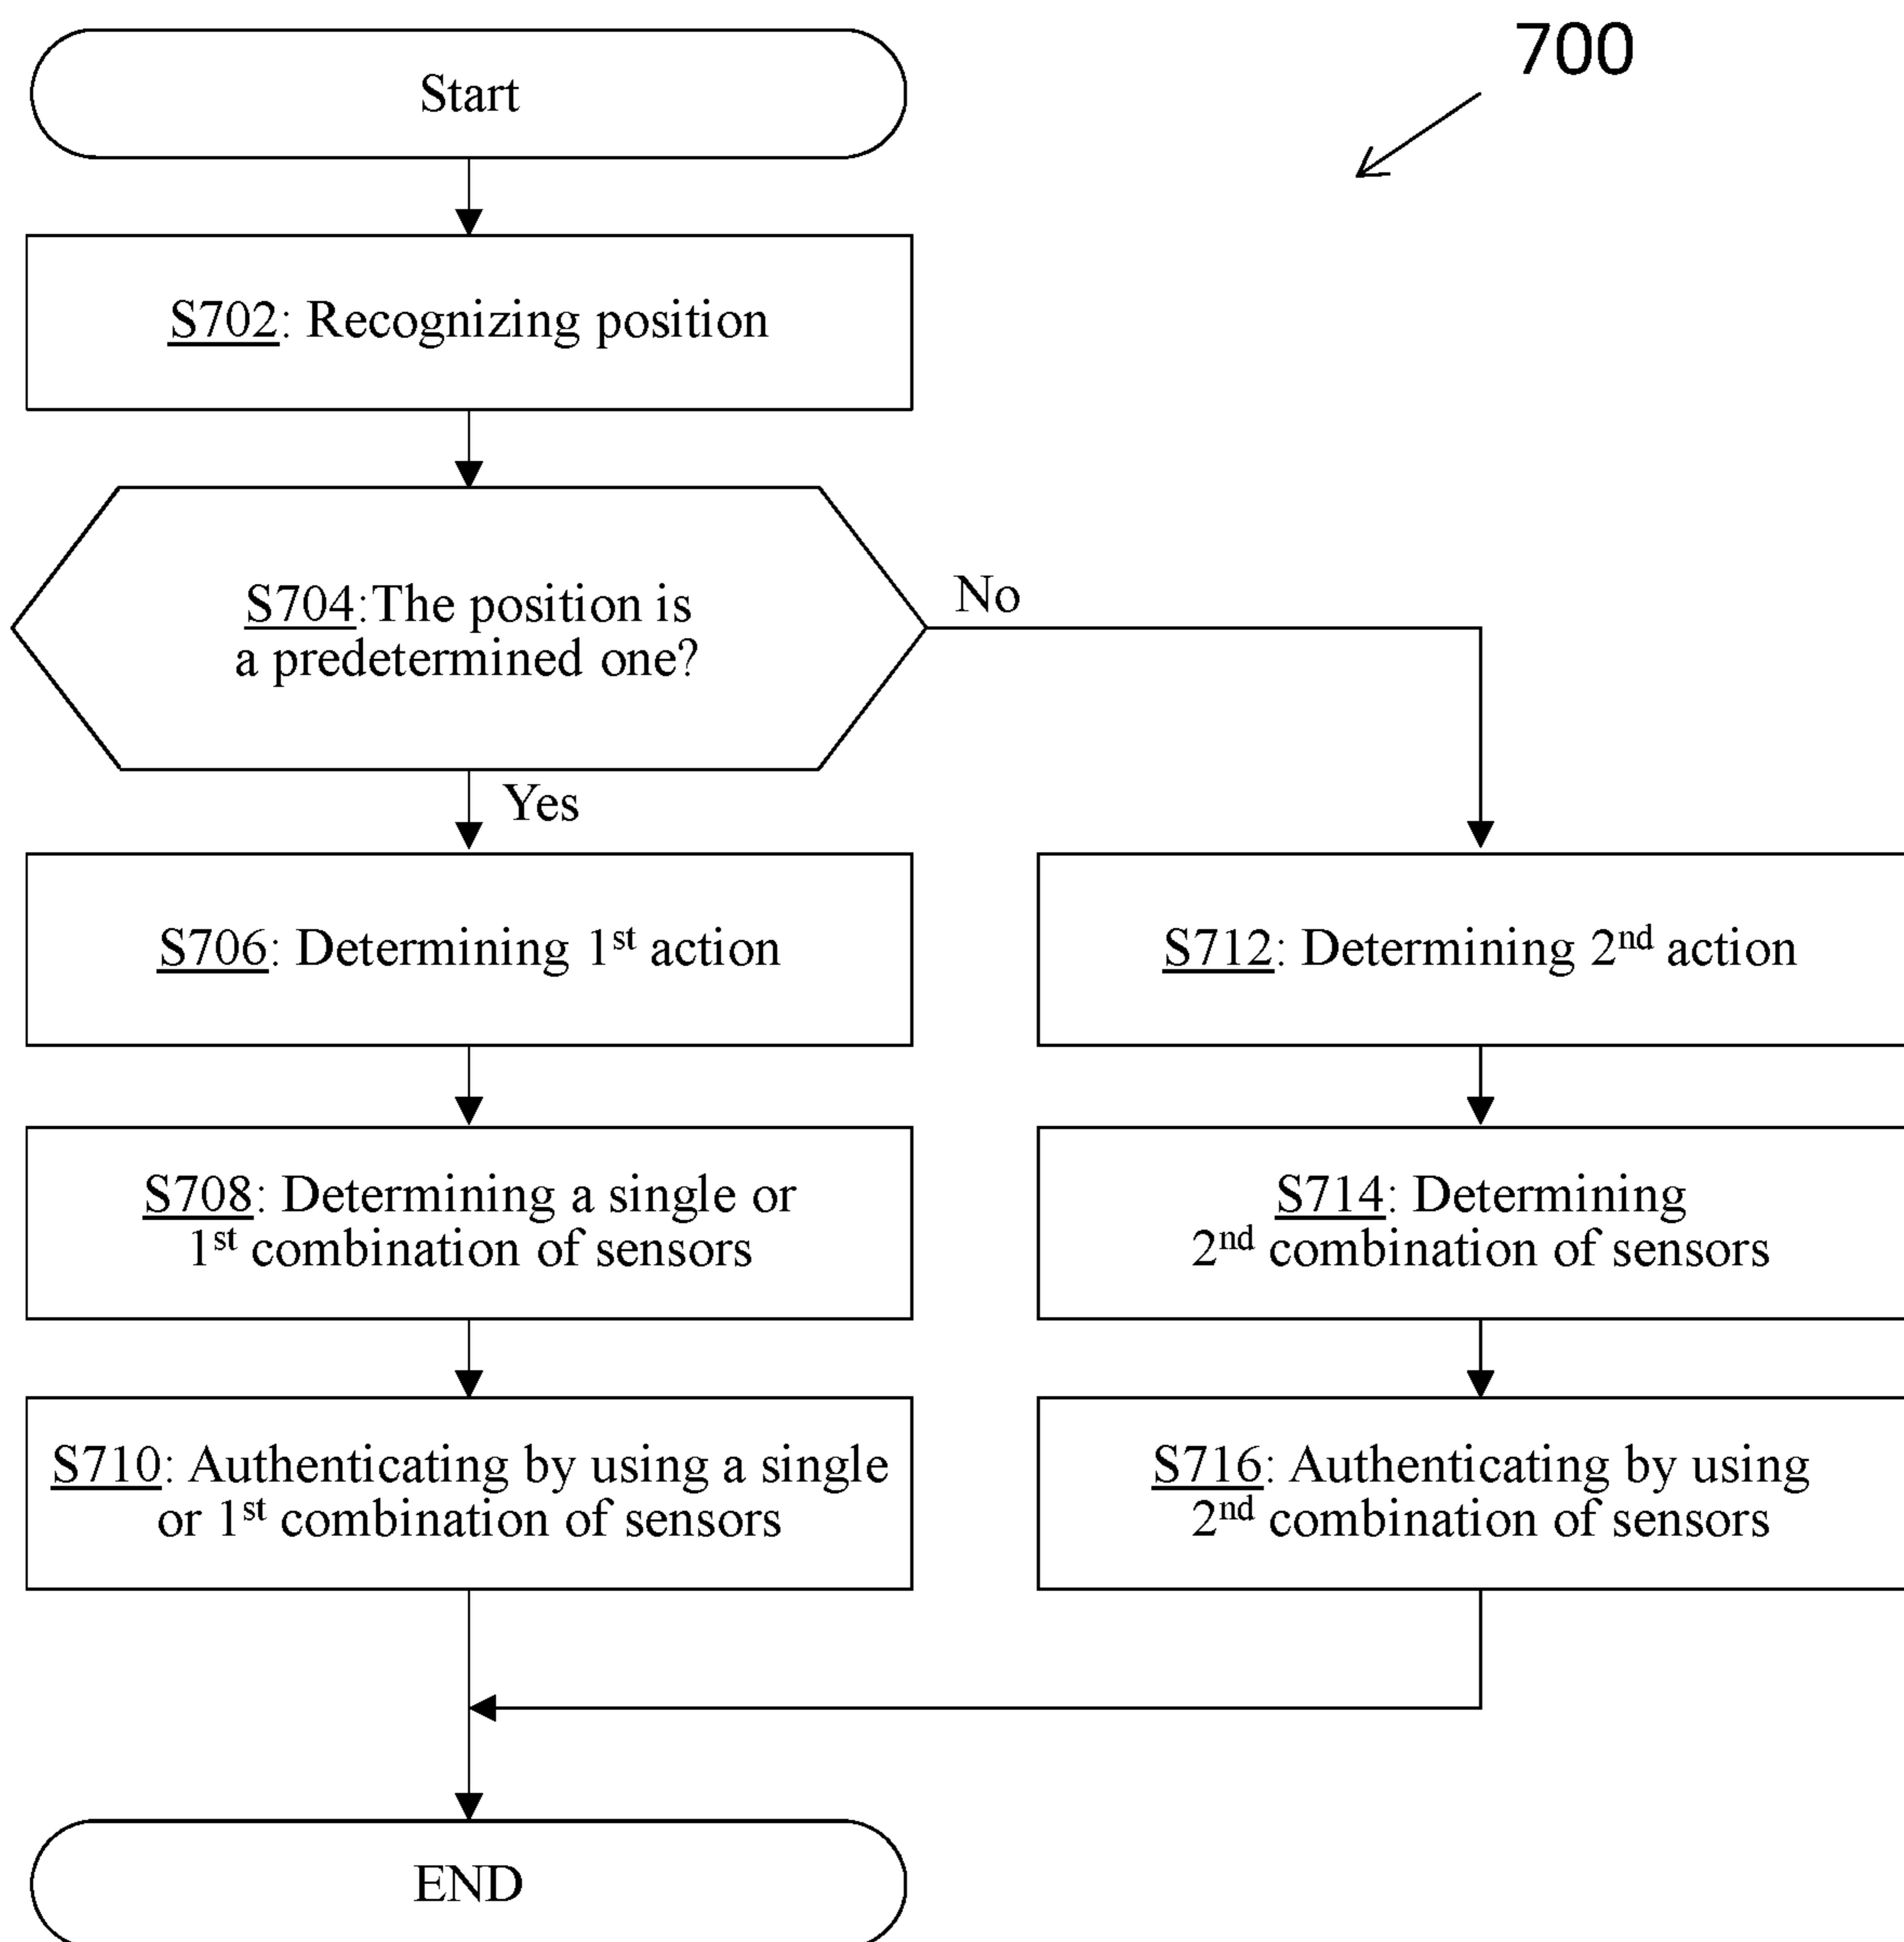 700
Start
S702: Recognizing position
S704:The position is
a predetermined one?
No
Yes
S706: Determining 1st action
S712: Determining 2nd action
S708: Determining a single or
1st combination of sensors
S714: Determining
2nd combination of sensors
S710: Authenticating by using a single
or 1st combination of sensors
S716: Authenticating by using
2nd combination of sensors
END